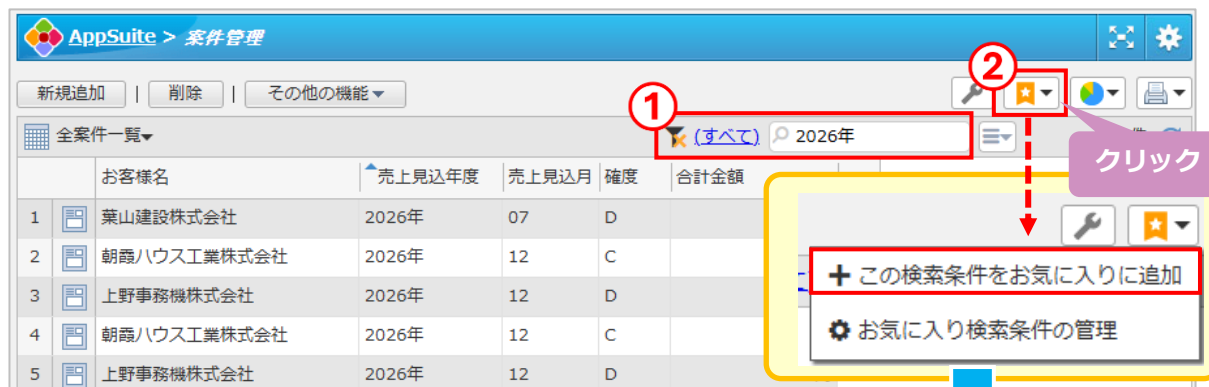 AppSuite > 案件管理
新規追加 | 削除 | その他の機能
②
①
全案件一覧
(すべて) 2026年
件
クリック
お客様名 売上見込年度 売上見込月 確度 合計金額
1 葉山建設株式会社 2026年 07 D
2 朝霞ハウス工業株式会社 2026年 12 C
3 上野事務機株式会社 2026年 12 D
4 朝霞ハウス工業株式会社 2026年 12 C
5 上野事務機株式会社 2026年 12 D
この検索条件をお気に入りに追加
お気に入り検索条件の管理